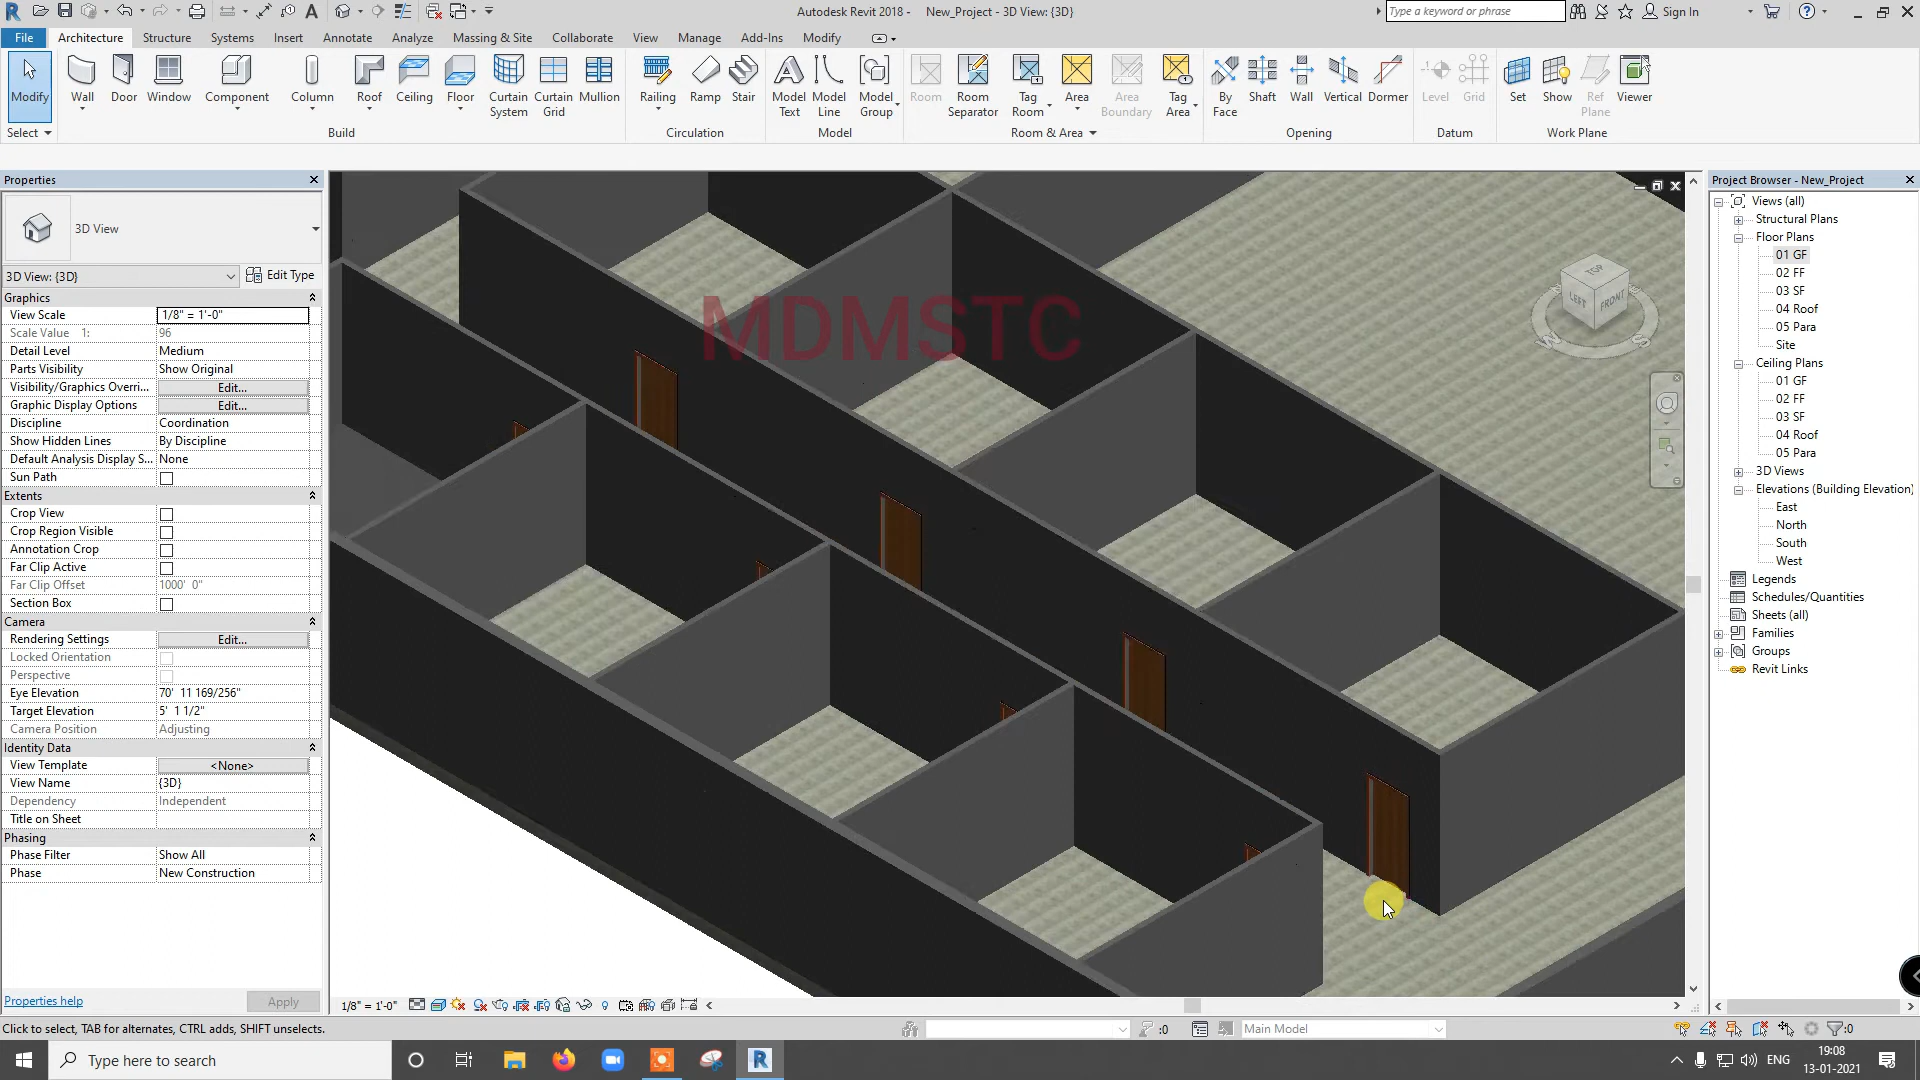 Autodesk Revit 2018 -     New_Project - 3D View: {3D}
Type a keyword or phrase
Sign In
File Architecture Structure Systems Insert Annotate Analyze Massing & Site Collaborate View Manage Add-Ins Modify
Modify Wall Door Window Component Column Roof Ceiling Floor Curtain System Curtain Grid Mullion Railing Ramp Stair Model Text Model Line Model Group Room Room Separator Tag Room Area Area Boundary Tag Area By Face Shaft Wall Vertical Dormer Level Grid Set Show Ref Plane Viewer
Select Build Circulation Model Room & Area Opening Datum Work Plane
Properties
3D View
3D View: {3D} Edit Type
Graphics
View Scale 1/8" = 1'-0"
Scale Value 1: 96
Detail Level Medium
Parts Visibility Show Original
Visibility/Graphics Overri... Edit...
Graphic Display Options Edit...
Discipline Coordination
Show Hidden Lines By Discipline
Default Analysis Display S... None
Sun Path
Extents
Crop View
Crop Region Visible
Annotation Crop
Far Clip Active
Far Clip Offset 1000' 0"
Section Box
Camera
Rendering Settings Edit...
Locked Orientation
Perspective
Eye Elevation 70' 11 169/256"
Target Elevation 5' 1 1/2"
Camera Position Adjusting
Identity Data
View Template <None>
View Name {3D}
Dependency Independent
Title on Sheet
Phasing
Phase Filter Show All
Phase New Construction
Properties help Apply
MDMSTC
TOP
LEFT FRONT
W S
Project Browser - New_Project
Views (all)
Structural Plans
Floor Plans
01 GF
02 FF
03 SF
04 Roof
05 Para
Site
Ceiling Plans
01 GF
02 FF
03 SF
04 Roof
05 Para
3D Views
Elevations (Building Elevation)
East
North
South
West
Legends
Schedules/Quantities
Sheets (all)
Families
Groups
Revit Links
1/8" = 1'-0"
Click to select, TAB for alternates, CTRL adds, SHIFT unselects.
:0
Main Model
:0
Type here to search
ENG
19:08
13-01-2021